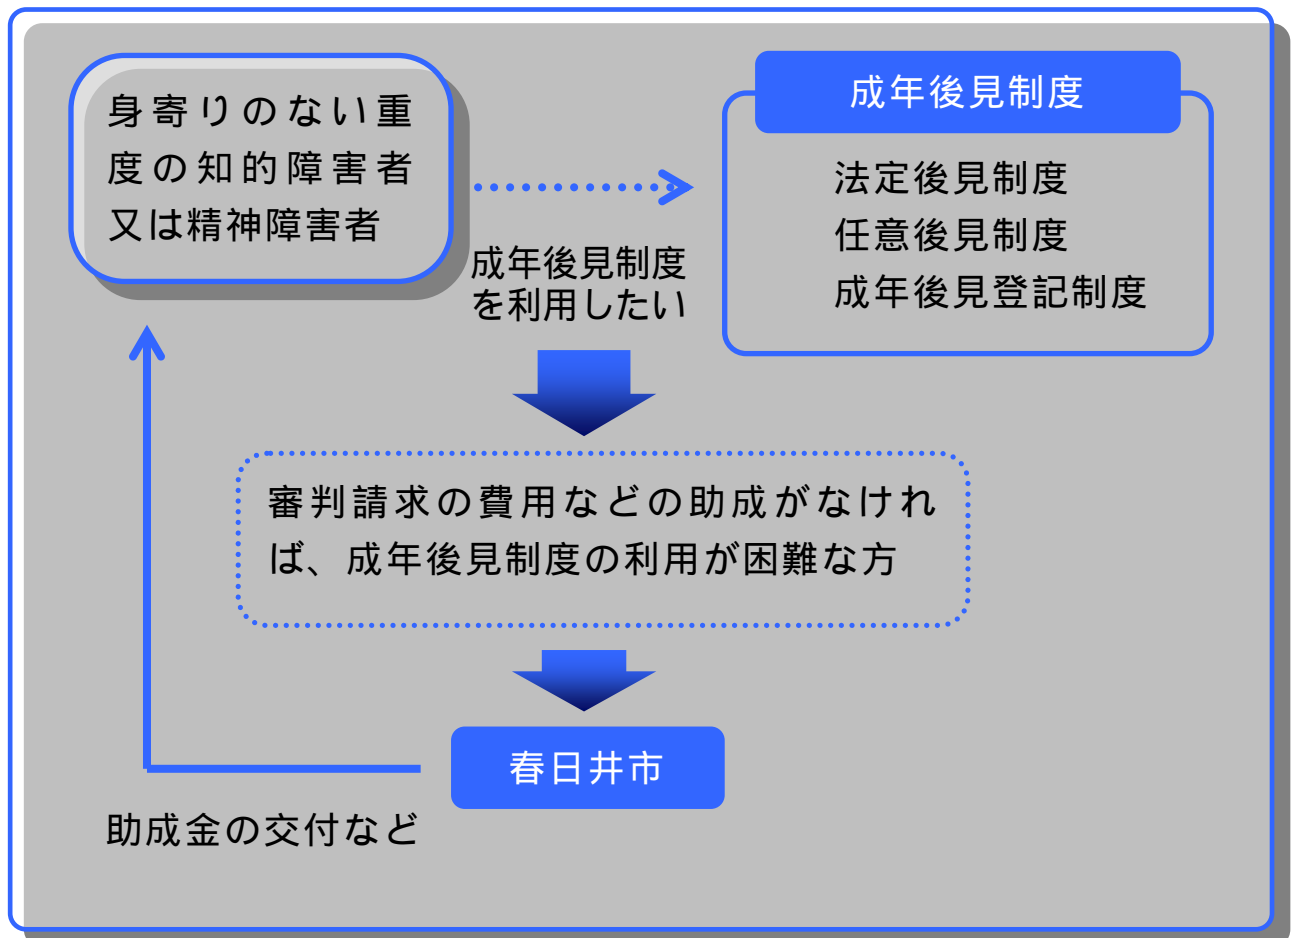 身寄りのない重
度の知的障害者
又は精神障害者
成年後見制度
を利用したい
成年後見制度
法定後見制度
任意後見制度
成年後見登記制度
審判請求の費用などの助成がなけれ
ば、成年後見制度の利用が困難な方
春日井市
助成金の交付など